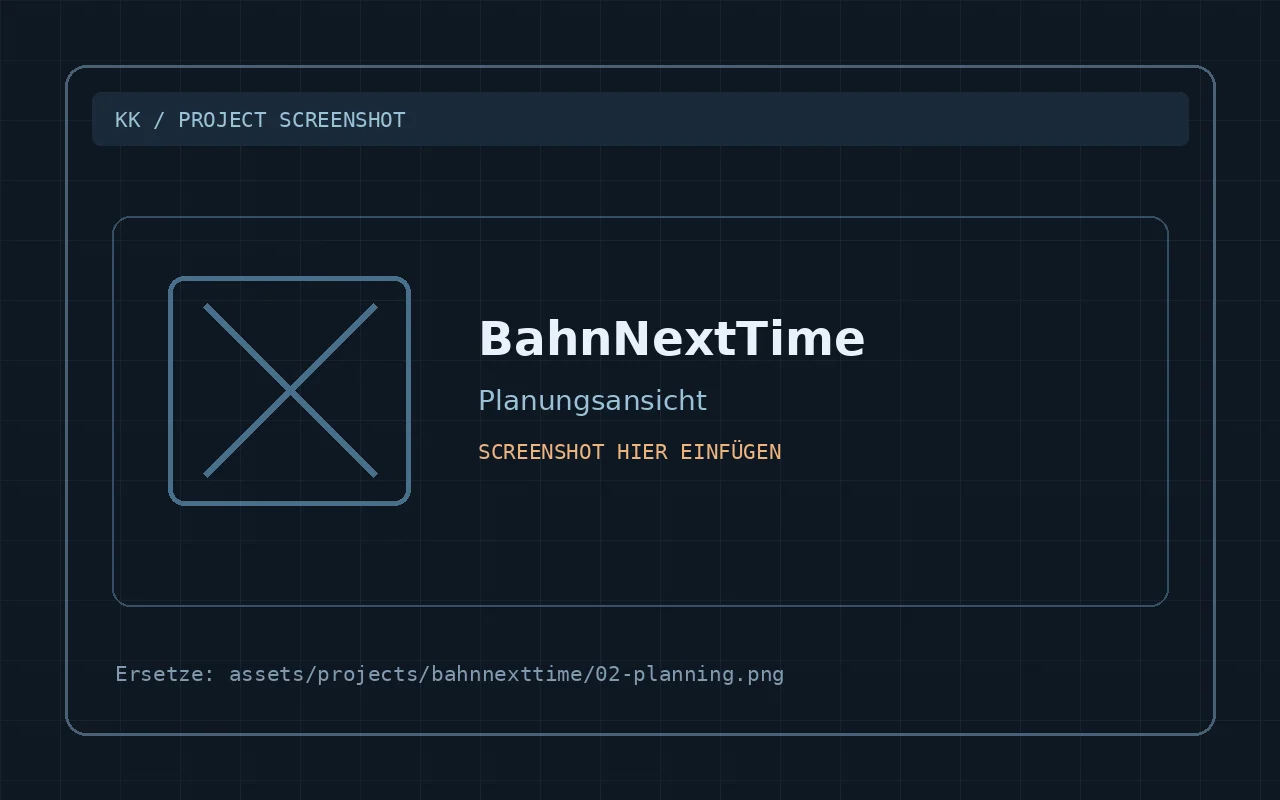 KK / PROJECT SCREENSHOT
BahnNextTime
Planungsansicht
SCREENSHOT HIER EINFÜGEN
Ersetze: assets/projects/bahnnexttime/02-planning.png